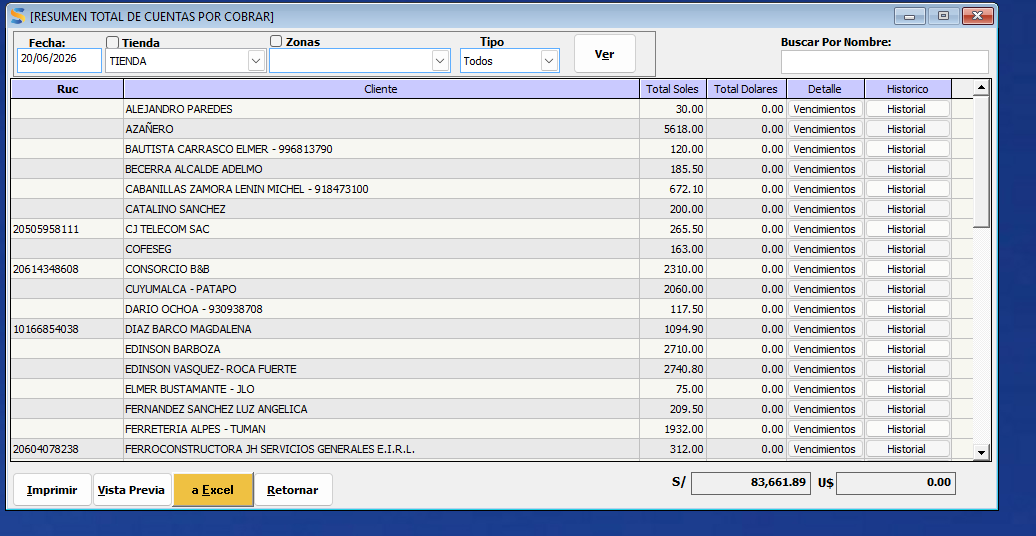 [RESUMEN TOTAL DE CUENTAS POR COBRAR]
Fecha: Tienda Zonas Tipo Buscar Por Nombre:
20/06/2026 TIENDA Todos Ver
Ruc Cliente Total Soles Total Dolares Detalle Historico
ALEJANDRO PAREDES 30.00 0.00 Vencimientos Historial
AZAÑERO 5618.00 0.00 Vencimientos Historial
BAUTISTA CARRASCO ELMER - 996813790 120.00 0.00 Vencimientos Historial
BECERRA ALCALDE ADELMO 185.50 0.00 Vencimientos Historial
CABANILLAS ZAMORA LENIN MICHEL - 918473100 672.10 0.00 Vencimientos Historial
CATALINO SANCHEZ 200.00 0.00 Vencimientos Historial
20505958111 CJ TELECOM SAC 265.50 0.00 Vencimientos Historial
COFESEG 163.00 0.00 Vencimientos Historial
20614348608 CONSORCIO B&B 2310.00 0.00 Vencimientos Historial
CUYUMALCA - PATAPO 2060.00 0.00 Vencimientos Historial
DARIO OCHOA - 930938708 117.50 0.00 Vencimientos Historial
10166854038 DIAZ BARCO MAGDALENA 1094.90 0.00 Vencimientos Historial
EDINSON BARBOZA 2710.00 0.00 Vencimientos Historial
EDINSON VASQUEZ- ROCA FUERTE 2740.80 0.00 Vencimientos Historial
ELMER BUSTAMANTE - JLO 75.00 0.00 Vencimientos Historial
FERNANDEZ SANCHEZ LUZ ANGELICA 209.50 0.00 Vencimientos Historial
FERRETERIA ALPES - TUMAN 1932.00 0.00 Vencimientos Historial
20604078238 FERROCONSTRUCTORA JH SERVICIOS GENERALES E.I.R.L. 312.00 0.00 Vencimientos Historial
Imprimir Vista Previa a Excel Retornar S/ 83,661.89 U$ 0.00